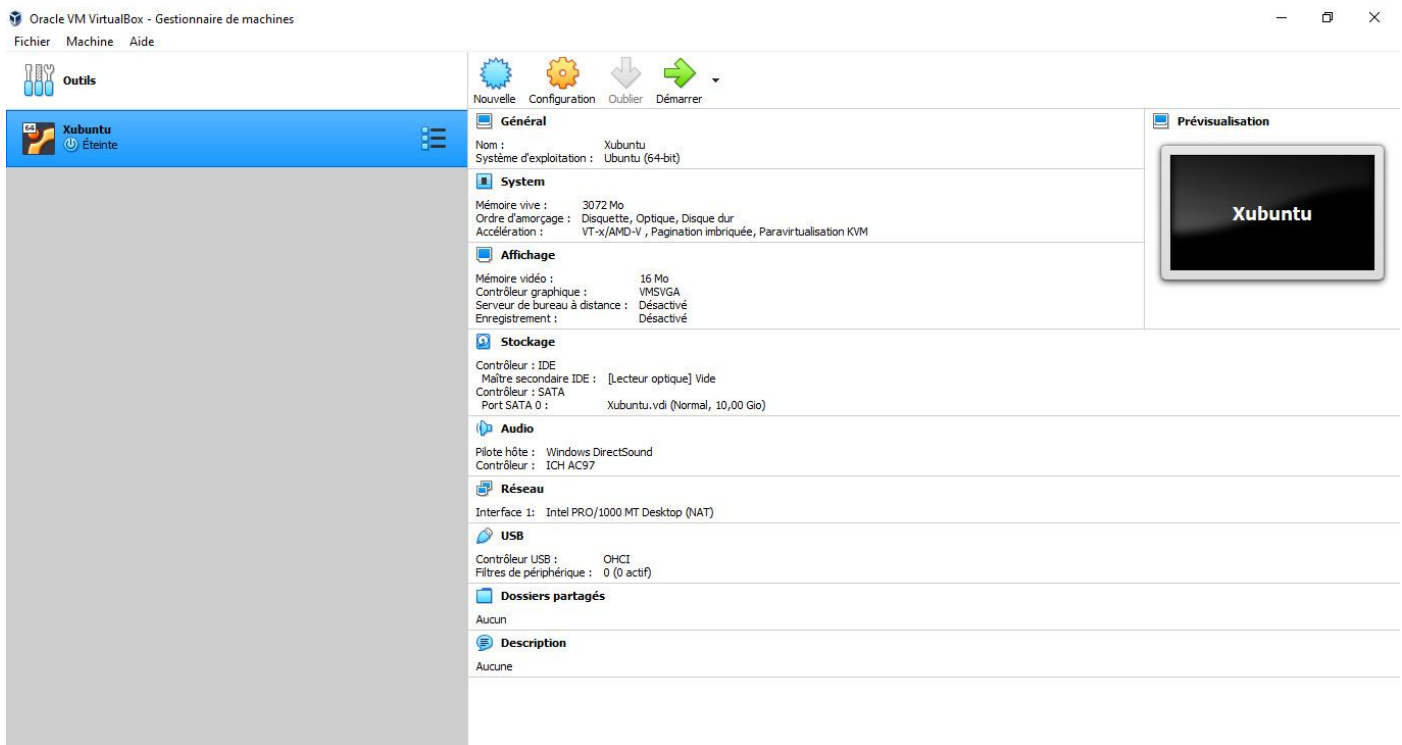 Oracle VM VirtualBox - Gestionnaire de machines
Fichier Machine Aide
Outils
64
Xubuntu
Éteinte
Nouvelle Configuration Oublier Démarrer
Général
Nom : Xubuntu
Système d'exploitation : Ubuntu (64-bit)
System
Mémoire vive : 3072 Mo
Ordre d'amorçage : Disquette, Optique, Disque dur
Accélération : VT-x/AMD-V , Pagination imbriquée, Paravirtualisation KVM
Affichage
Mémoire vidéo : 16 Mo
Contrôleur graphique : VMSVGA
Serveur de bureau à distance : Désactivé
Enregistrement : Désactivé
Prévisualisation
Xubuntu
Stockage
Contrôleur : IDE
Maître secondaire IDE : [Lecteur optique] Vide
Contrôleur : SATA
Port SATA 0 : Xubuntu.vdi (Normal, 10,00 Gio)
Audio
Pilote hôte : Windows DirectSound
Contrôleur : ICH AC97
Réseau
Interface 1: Intel PRO/1000 MT Desktop (NAT)
USB
Contrôleur USB : OHCI
Filtres de périphérique : 0 (0 actif)
Dossiers partagés
Aucun
Description
Aucune